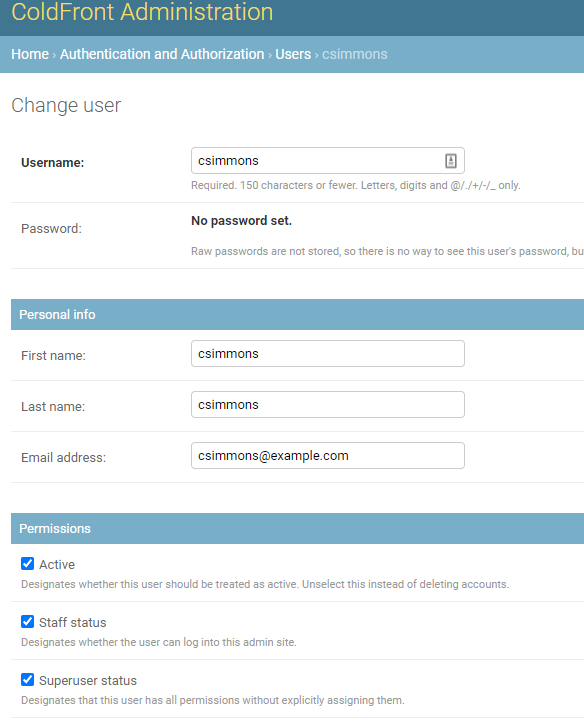 ColdFront Administration
Home › Authentication and Authorization › Users › csimmons
Change user
Username: csimmons
Required. 150 characters or fewer. Letters, digits and @/./+/-/_ only.
Password: No password set.
Raw passwords are not stored, so there is no way to see this user's password, bu
Personal info
First name: csimmons
Last name: csimmons
Email address: csimmons@example.com
Permissions
Active
Designates whether this user should be treated as active. Unselect this instead of deleting accounts.
Staff status
Designates whether the user can log into this admin site.
Superuser status
Designates that this user has all permissions without explicitly assigning them.